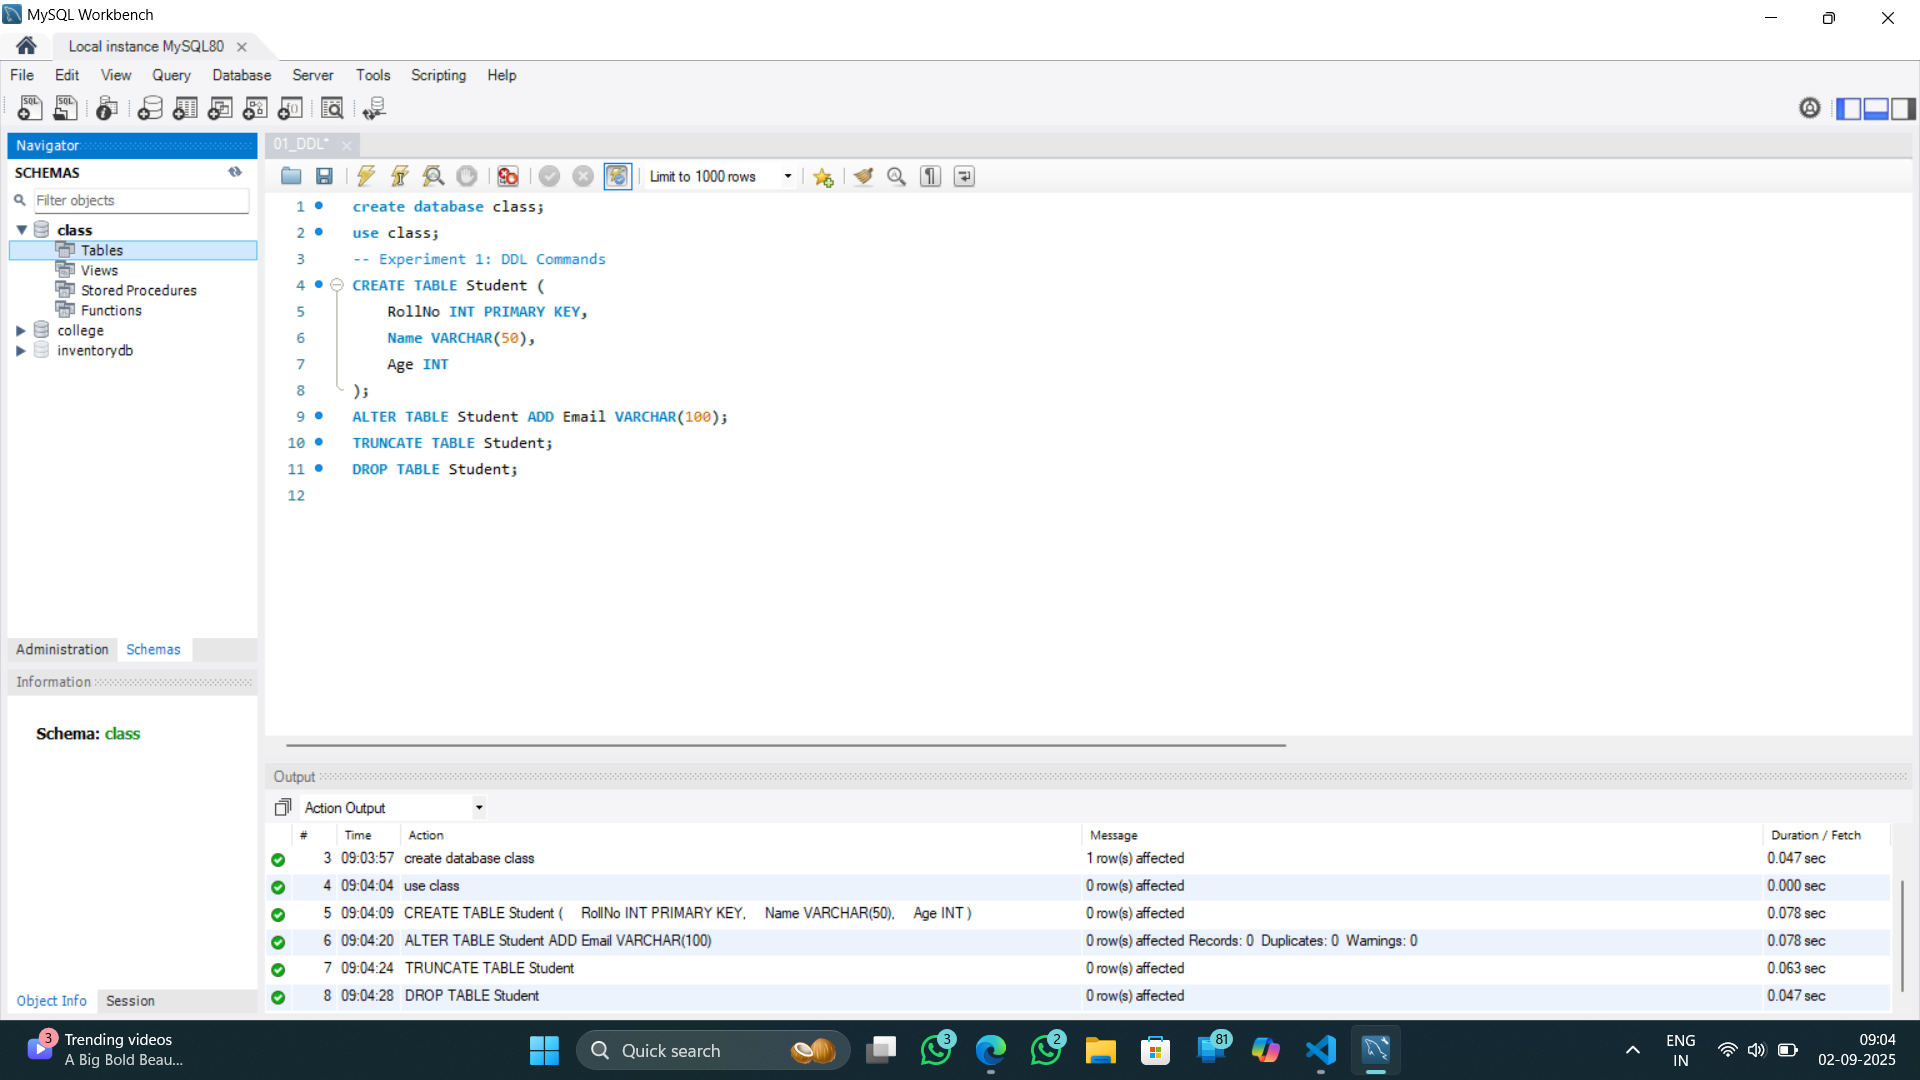 MySQL Workbench
Local instance MySQL80
File Edit View Query Database Server Tools Scripting Help
Navigator
SCHEMAS
Filter objects
class
Tables
Views
Stored Procedures
Functions
college
inventorydb
Administration Schemas
Information
Schema: class
Object Info Session
01_DDL*
Limit to 1000 rows
1 create database class;
2 use class;
3 -- Experiment 1: DDL Commands
4 CREATE TABLE Student (
5 RollNo INT PRIMARY KEY,
6 Name VARCHAR(50),
7 Age INT
8 );
9 ALTER TABLE Student ADD Email VARCHAR(100);
10 TRUNCATE TABLE Student;
11 DROP TABLE Student;
12
Output
Action Output
# Time Action Message Duration / Fetch
3 09:03:57 create database class 1 row(s) affected 0.047 sec
4 09:04:04 use class 0 row(s) affected 0.000 sec
5 09:04:09 CREATE TABLE Student ( RollNo INT PRIMARY KEY, Name VARCHAR(50), Age INT ) 0 row(s) affected 0.078 sec
6 09:04:20 ALTER TABLE Student ADD Email VARCHAR(100) 0 row(s) affected Records: 0 Duplicates: 0 Warnings: 0 0.078 sec
7 09:04:24 TRUNCATE TABLE Student 0 row(s) affected 0.063 sec
8 09:04:28 DROP TABLE Student 0 row(s) affected 0.047 sec
3
Trending videos
A Big Bold Beau...
Quick search
3
2
81
ENG
IN
09:04
02-09-2025